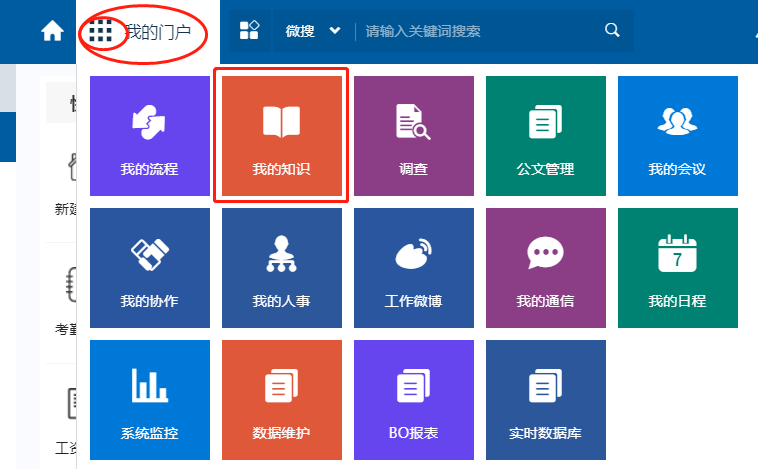 我的门户
微搜
请输入关键词搜索
我的流程
我的知识
调查
公文管理
我的会议
新建
我的协作
我的人事
工作微博
我的通信
7
我的日程
考勤
系统监控
数据维护
BO报表
实时数据库
工资